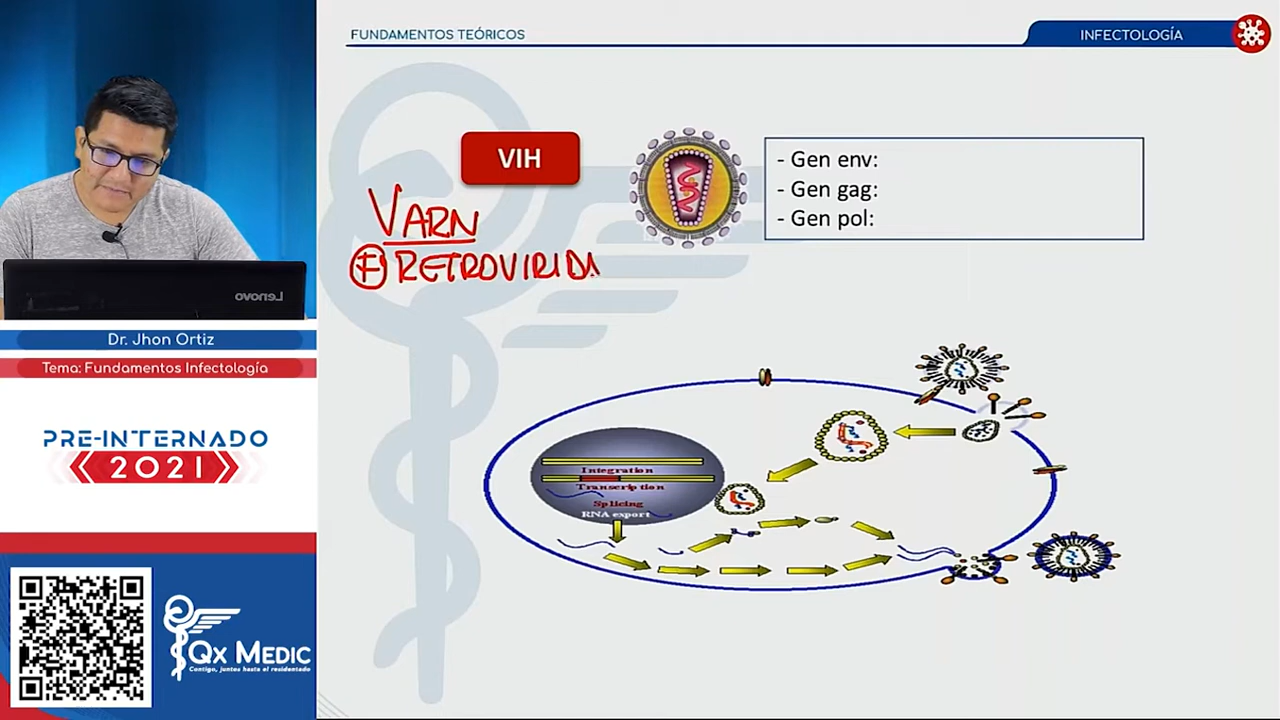 FUNDAMENTOS TEÓRICOS
INFECTOLOGÍA
VIH
- Gen env:
- Gen gag:
- Gen pol:
VARN
F RETROVIRIDA
Lenovo
Dr. Jhon Ortiz
Tema: Fundamentos Infectología
PRE-INTERNADO
2021
Integration
Transcription
Splicing
RNA export
QX MEDIC
Contigo, juntos hasta el residentado